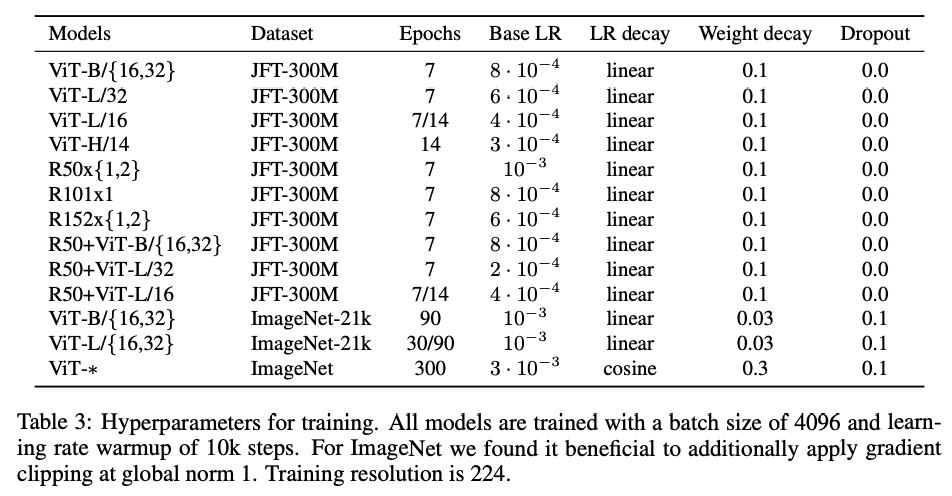 Models Dataset Epochs Base LR LR decay Weight decay Dropout
ViT-B/{16,32} JFT-300M 7 8 · 10⁻⁴ linear 0.1 0.0
ViT-L/32 JFT-300M 7 6 · 10⁻⁴ linear 0.1 0.0
ViT-L/16 JFT-300M 7/14 4 · 10⁻⁴ linear 0.1 0.0
ViT-H/14 JFT-300M 14 3 · 10⁻⁴ linear 0.1 0.0
R50x{1,2} JFT-300M 7 10⁻³ linear 0.1 0.0
R101x1 JFT-300M 7 8 · 10⁻⁴ linear 0.1 0.0
R152x{1,2} JFT-300M 7 6 · 10⁻⁴ linear 0.1 0.0
R50+ViT-B/{16,32} JFT-300M 7 8 · 10⁻⁴ linear 0.1 0.0
R50+ViT-L/32 JFT-300M 7 2 · 10⁻⁴ linear 0.1 0.0
R50+ViT-L/16 JFT-300M 7/14 4 · 10⁻⁴ linear 0.1 0.0
ViT-B/{16,32} ImageNet-21k 90 10⁻³ linear 0.03 0.1
ViT-L/{16,32} ImageNet-21k 30/90 10⁻³ linear 0.03 0.1
ViT-∗ ImageNet 300 3 · 10⁻³ cosine 0.3 0.1
Table 3: Hyperparameters for training. All models are trained with a batch size of 4096 and learn-
ing rate warmup of 10k steps. For ImageNet we found it beneficial to additionally apply gradient
clipping at global norm 1. Training resolution is 224.